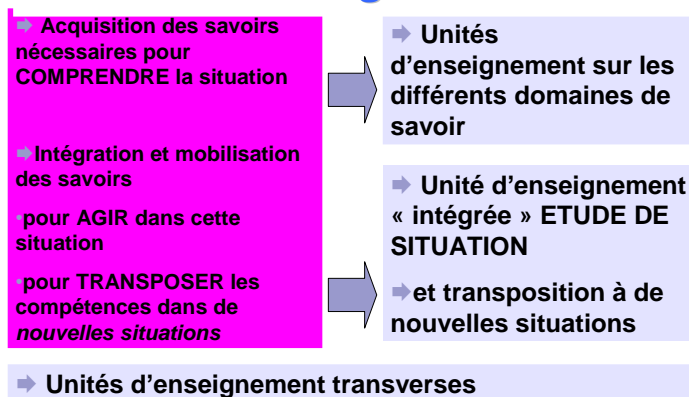 ⇒ Acquisition des savoirs
nécessaires pour
COMPRENDRE la situation
⇒Intégration et mobilisation
des savoirs
•pour AGIR dans cette
situation
•pour TRANSPOSER les
compétences dans de
nouvelles situations
⇒ Unités
d'enseignement sur les
différents domaines de
savoir
⇒ Unité d'enseignement
« intégrée » ETUDE DE
SITUATION
⇒et transposition à de
nouvelles situations
⇒ Unités d'enseignement transverses